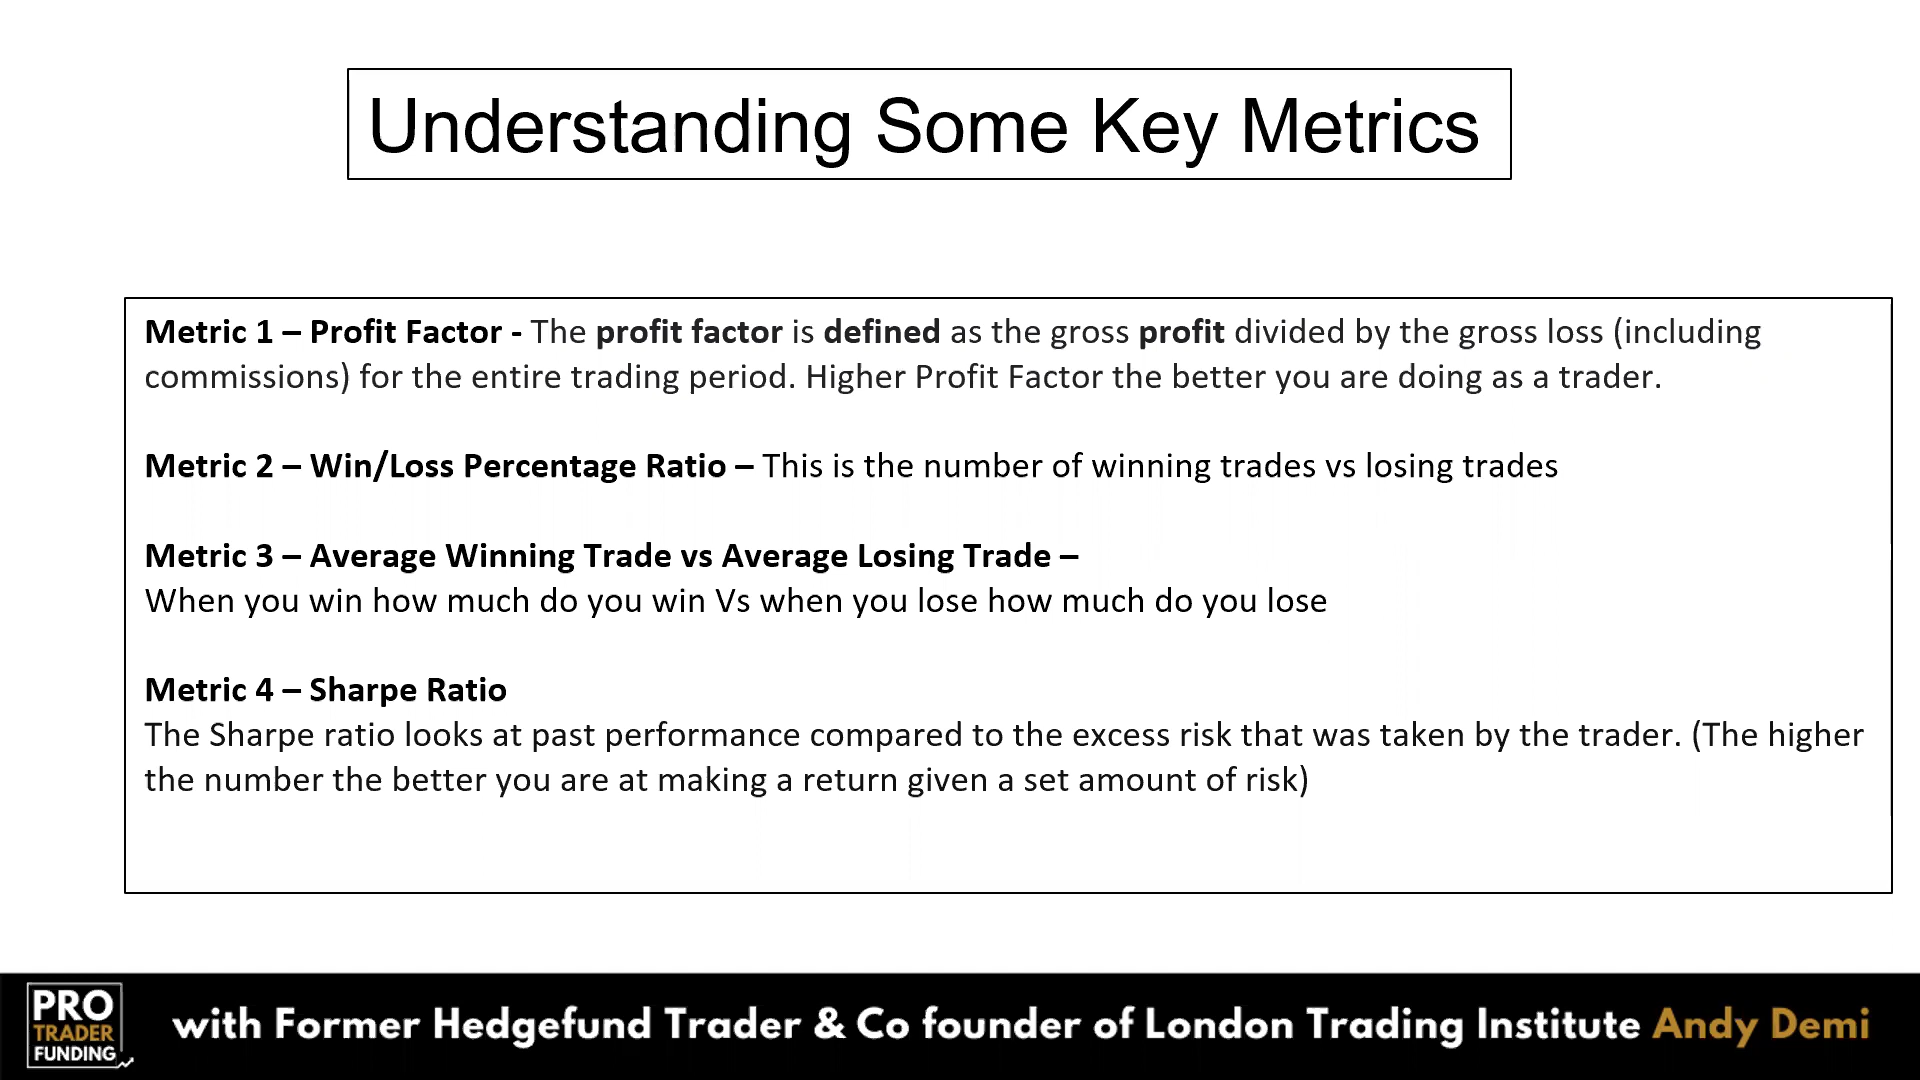 Understanding Some Key Metrics
Metric 1 – Profit Factor - The profit factor is defined as the gross profit divided by the gross loss (including
commissions) for the entire trading period. Higher Profit Factor the better you are doing as a trader.
Metric 2 – Win/Loss Percentage Ratio – This is the number of winning trades vs losing trades
Metric 3 – Average Winning Trade vs Average Losing Trade –
When you win how much do you win Vs when you lose how much do you lose
Metric 4 – Sharpe Ratio
The Sharpe ratio looks at past performance compared to the excess risk that was taken by the trader. (The higher
the number the better you are at making a return given a set amount of risk)
PRO
TRADER
FUNDING
with Former Hedgefund Trader & Co founder of London Trading Institute Andy Demi